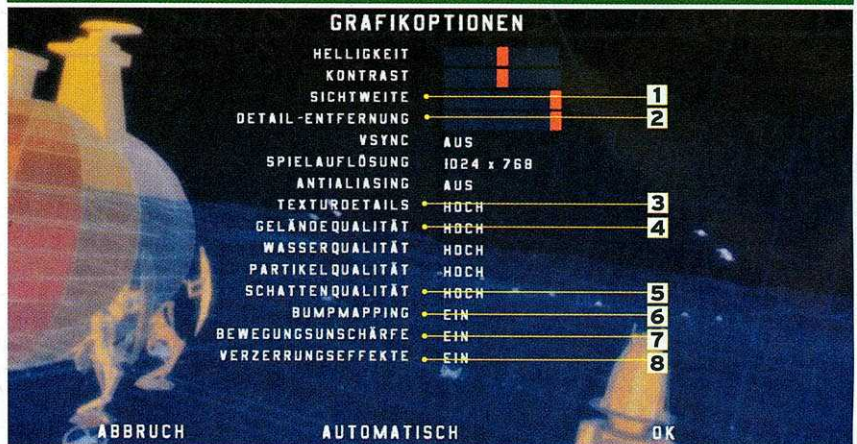 GRAFIKOPTIONEN
HELLIGKEIT
KONTRAST
SICHTWEITE 1
DETAIL-ENTFERNUNG 2
VSYNC AUS
SPIELAUFLÖSUNG 1024 x 768
ANTIALIASING AUS
TEXTURDETAILS HOCH 3
GELÄNDEQUALITÄT HOCH 4
WASSERQUALITÄT HOCH
PARTIKELQUALITÄT HOCH
SCHATTENQUALITÄT HOCH 5
BUMPMAPPING EIN 6
BEWEGUNGSUNSCHÄRFE EIN 7
VERZERRUNGSEFFEKTE EIN 8
ABBRUCH AUTOMATISCH OK